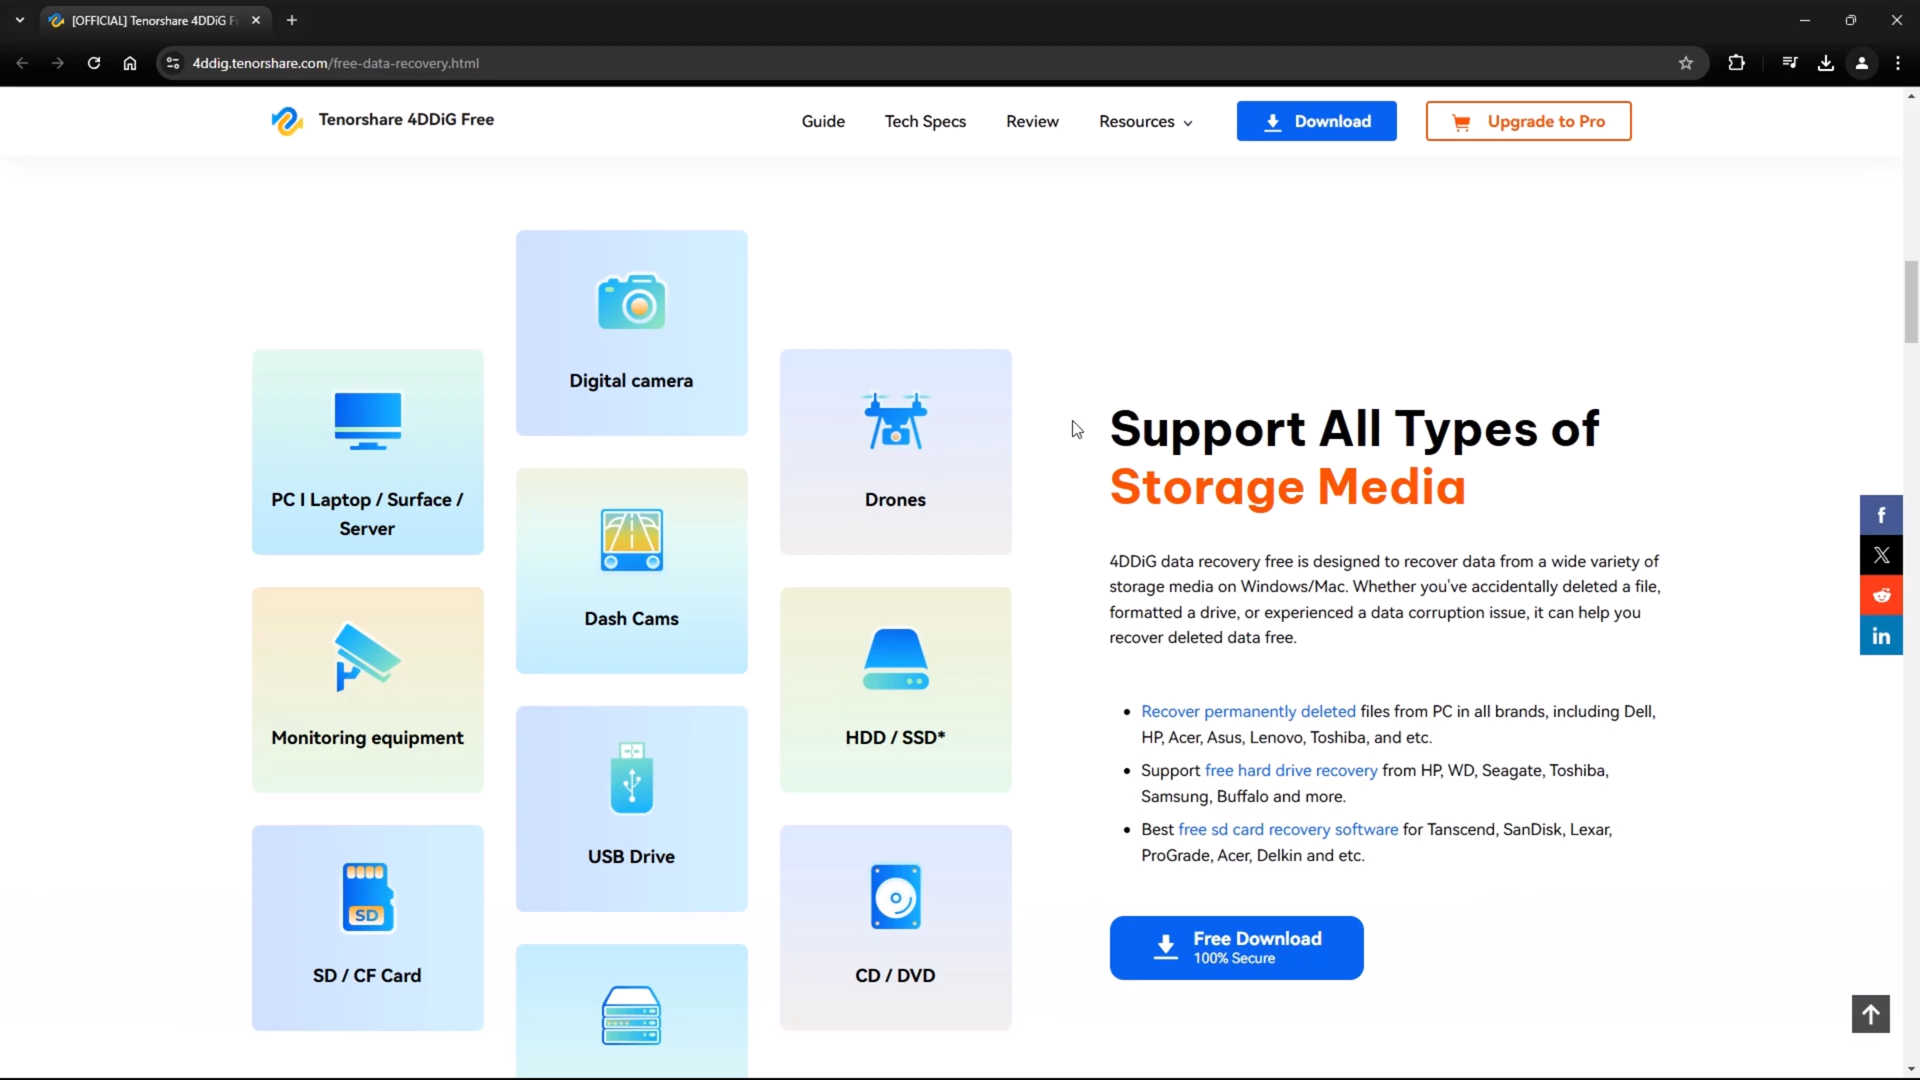 [OFFICIAL] Tenorshare 4DDiG F
4ddig.tenorshare.com/free-data-recovery.html
Tenorshare 4DDiG Free
Guide
Tech Specs
Review
Resources
Download
Upgrade to Pro
Digital camera
PC I Laptop / Surface /
Server
Drones
Dash Cams
Monitoring equipment
HDD / SSD*
USB Drive
SD
SD / CF Card
CD / DVD
Support All Types of
Storage Media
4DDiG data recovery free is designed to recover data from a wide variety of
storage media on Windows/Mac. Whether you've accidentally deleted a file,
formatted a drive, or experienced a data corruption issue, it can help you
recover deleted data free.
Recover permanently deleted files from PC in all brands, including Dell,
HP, Acer, Asus, Lenovo, Toshiba, and etc.
Support free hard drive recovery from HP, WD, Seagate, Toshiba,
Samsung, Buffalo and more.
Best free sd card recovery software for Tanscend, SanDisk, Lexar,
ProGrade, Acer, Delkin and etc.
Free Download
100% Secure
f
X
in